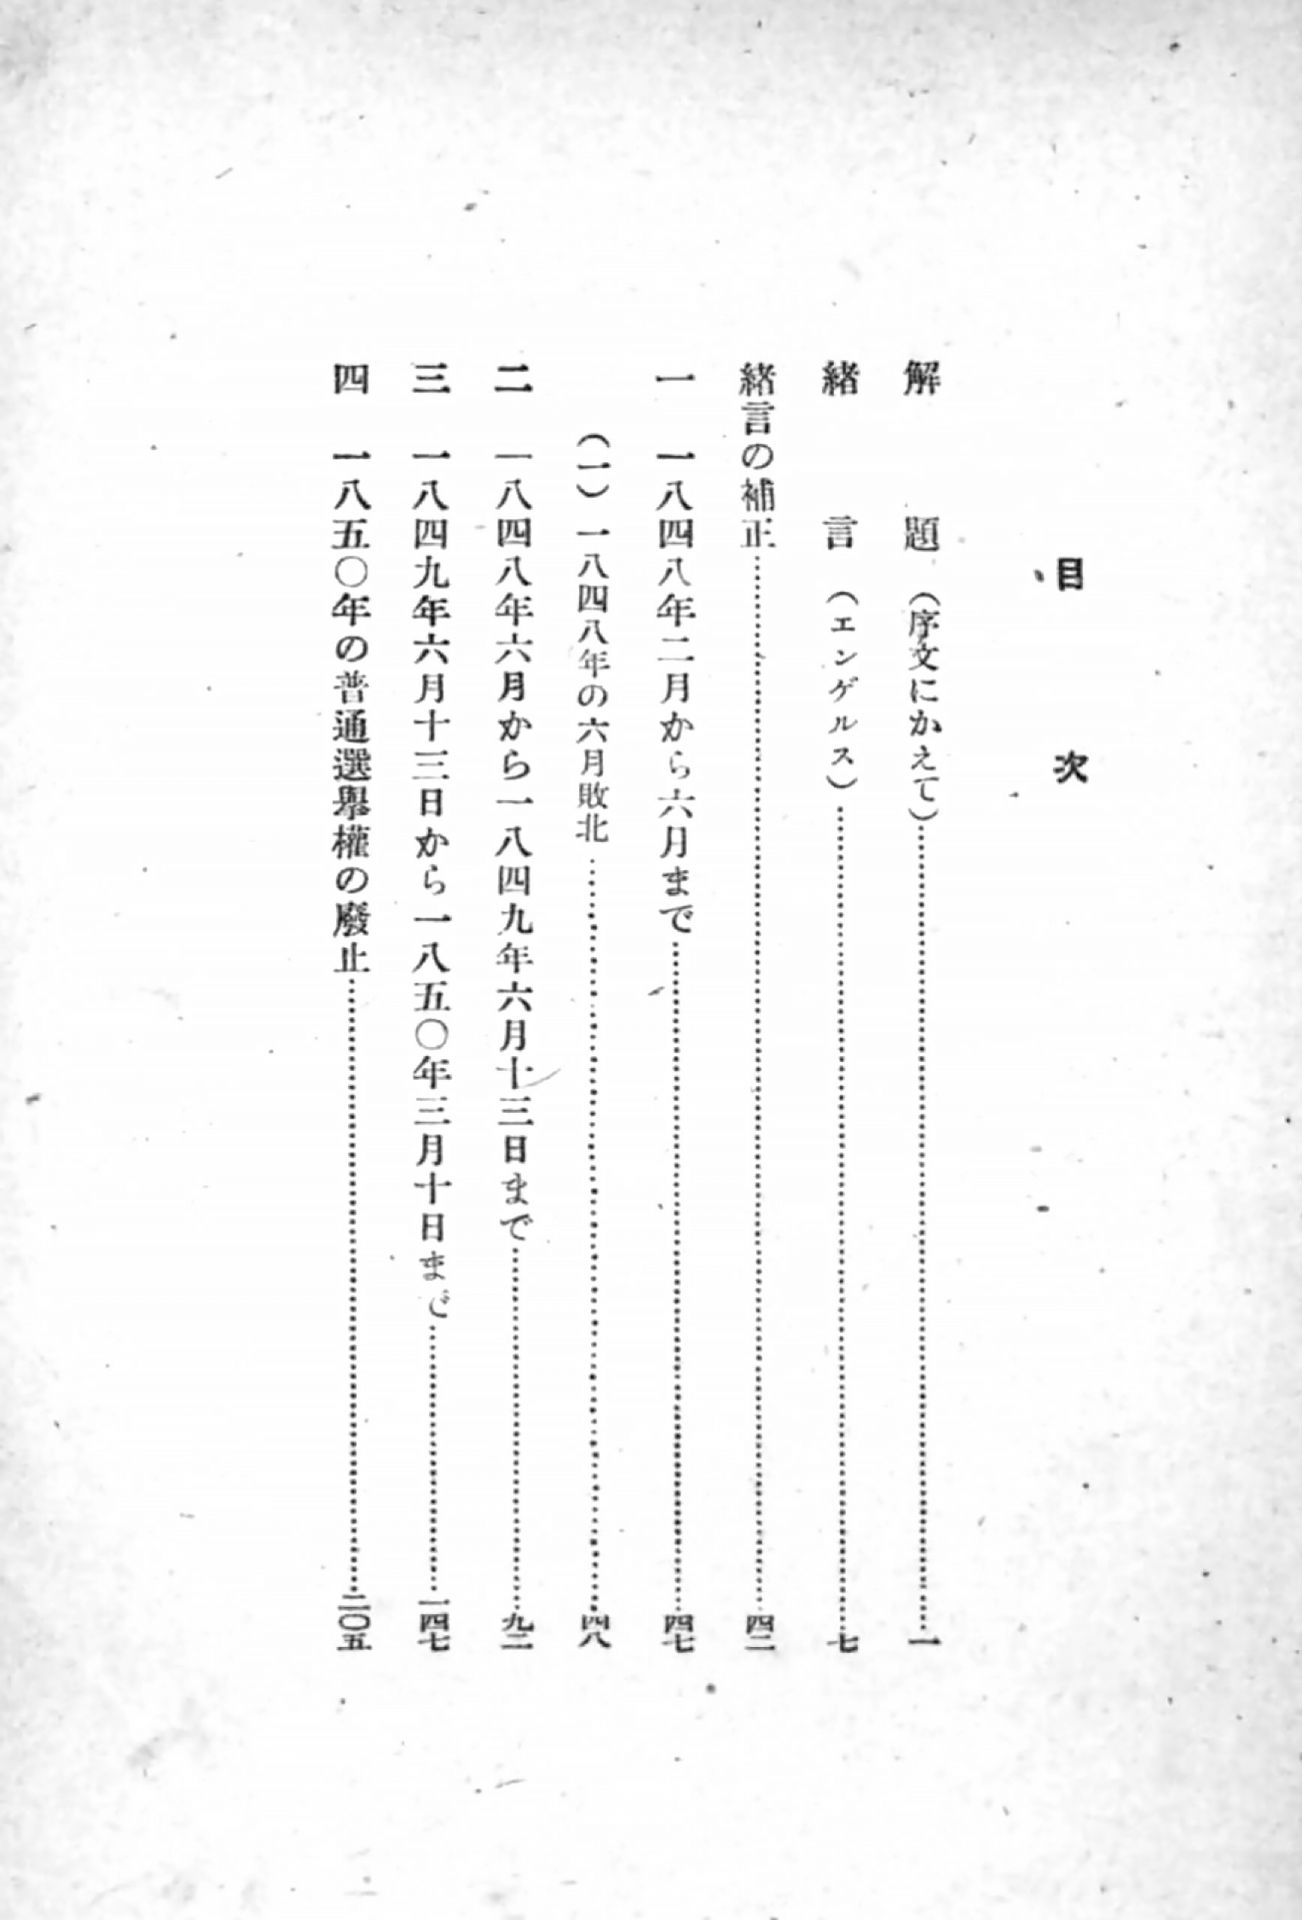 目次
解題（序文にかえて）……一
緒言（エンゲルス）……七
緒言の補正……四二
一　一八四八年二月から六月まで……四七
（一）一八四八年の六月敗北……四八
二　一八四八年六月から一八四九年六月十三日まで……九二
三　一八四九年六月十三日から一八五〇年三月十日まで……一四七
四　一八五〇年の普通選擧權の廢止……二〇五